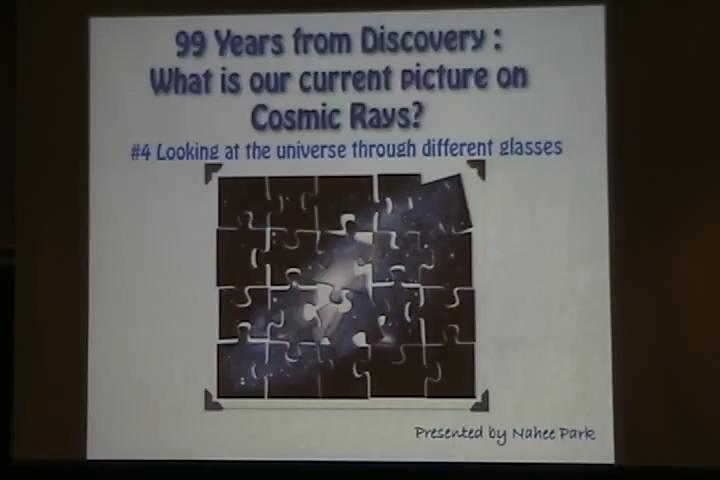 99 Years from Discovery :
What is our current picture on
Cosmic Rays?
#4 Looking at the universe through different glasses
Presented by Nahee Park